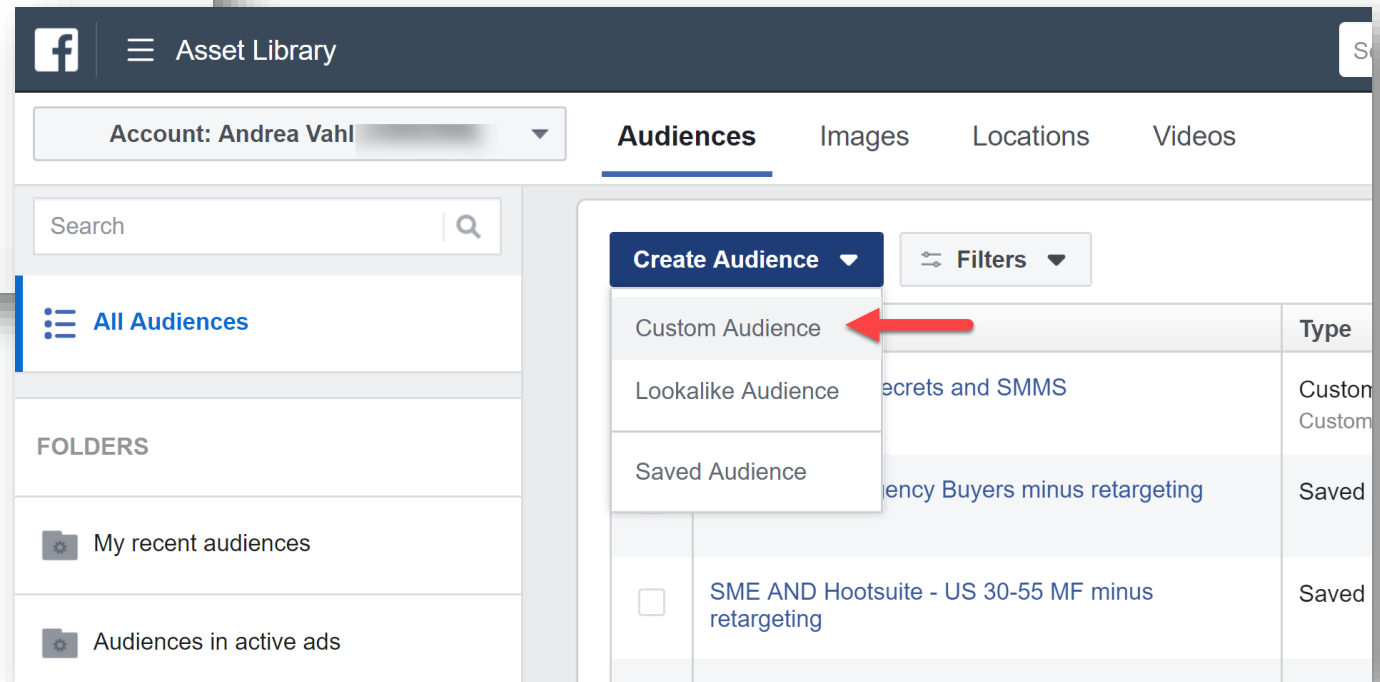 Asset Library
Account: Andrea Vahl
Audiences
Images
Locations
Videos
Search
Create Audience
Filters
All Audiences
Custom Audience
Type
Lookalike Audience
ecrets and SMMS
Custom
Custom
FOLDERS
Saved Audience
ency Buyers minus retargeting
Saved
My recent audiences
SME AND Hootsuite - US 30-55 MF minus
retargeting
Saved
Audiences in active ads